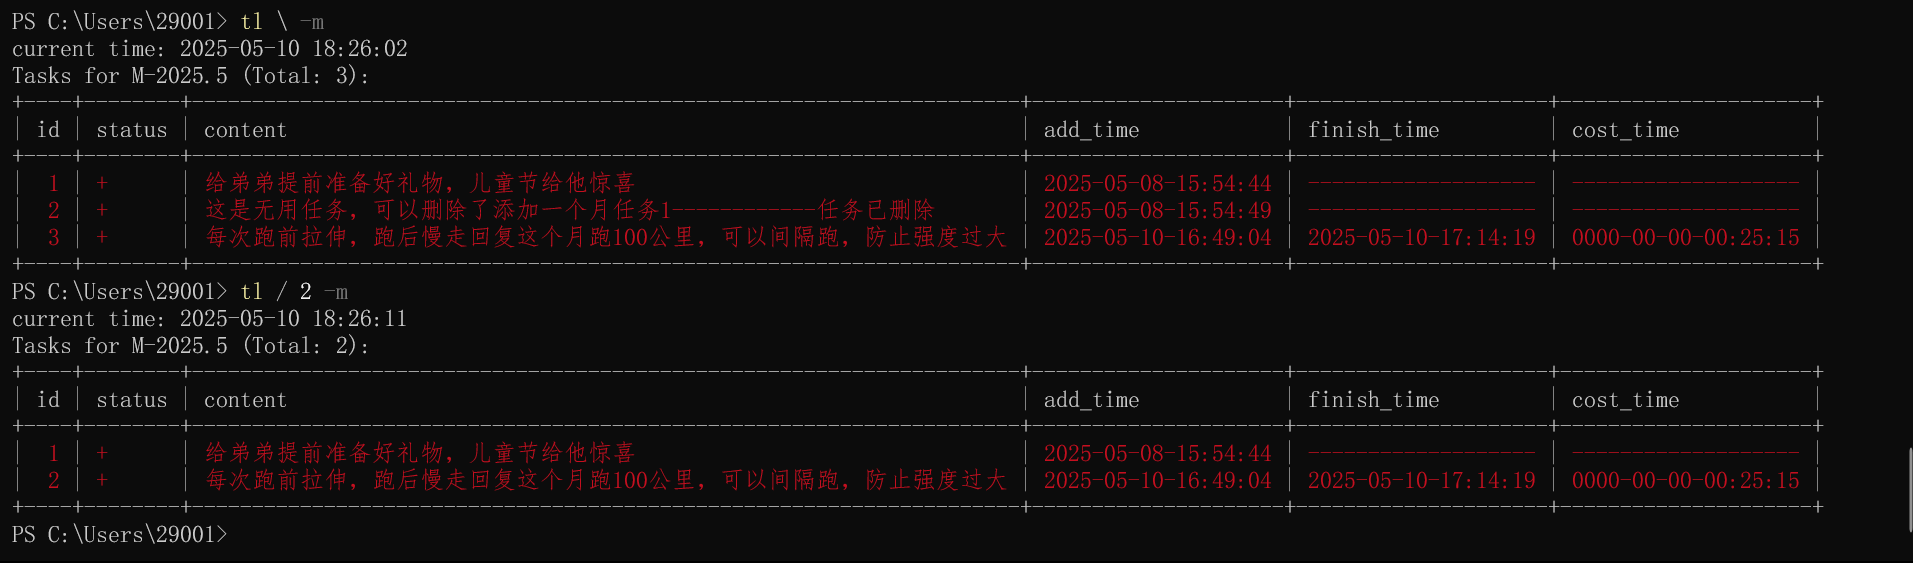 PS C:\Users\29001> tl \ -m
current time: 2025-05-10 18:26:02
Tasks for M-2025.5 (Total: 3):
+----+--------+---------------------------------------------------------------------+---------------------+---------------------+---------------------+
| id | status | content | add_time | finish_time | cost_time |
+----+--------+---------------------------------------------------------------------+---------------------+---------------------+---------------------+
| 1 | + | 给弟弟提前准备好礼物，儿童节给他惊喜 | 2025-05-08-15:54:44 | ------------------- | ------------------- |
| 2 | + | 这是无用任务，可以删除了添加一个月任务1------------任务已删除 | 2025-05-08-15:54:49 | ------------------- | ------------------- |
| 3 | + | 每次跑前拉伸，跑后慢走回复这个月跑100公里，可以间隔跑，防止强度过大 | 2025-05-10-16:49:04 | 2025-05-10-17:14:19 | 0000-00-00-00:25:15 |
+----+--------+---------------------------------------------------------------------+---------------------+---------------------+---------------------+
PS C:\Users\29001> tl / 2 -m
current time: 2025-05-10 18:26:11
Tasks for M-2025.5 (Total: 2):
+----+--------+---------------------------------------------------------------------+---------------------+---------------------+---------------------+
| id | status | content | add_time | finish_time | cost_time |
+----+--------+---------------------------------------------------------------------+---------------------+---------------------+---------------------+
| 1 | + | 给弟弟提前准备好礼物，儿童节给他惊喜 | 2025-05-08-15:54:44 | ------------------- | ------------------- |
| 2 | + | 每次跑前拉伸，跑后慢走回复这个月跑100公里，可以间隔跑，防止强度过大 | 2025-05-10-16:49:04 | 2025-05-10-17:14:19 | 0000-00-00-00:25:15 |
+----+--------+---------------------------------------------------------------------+---------------------+---------------------+---------------------+
PS C:\Users\29001>